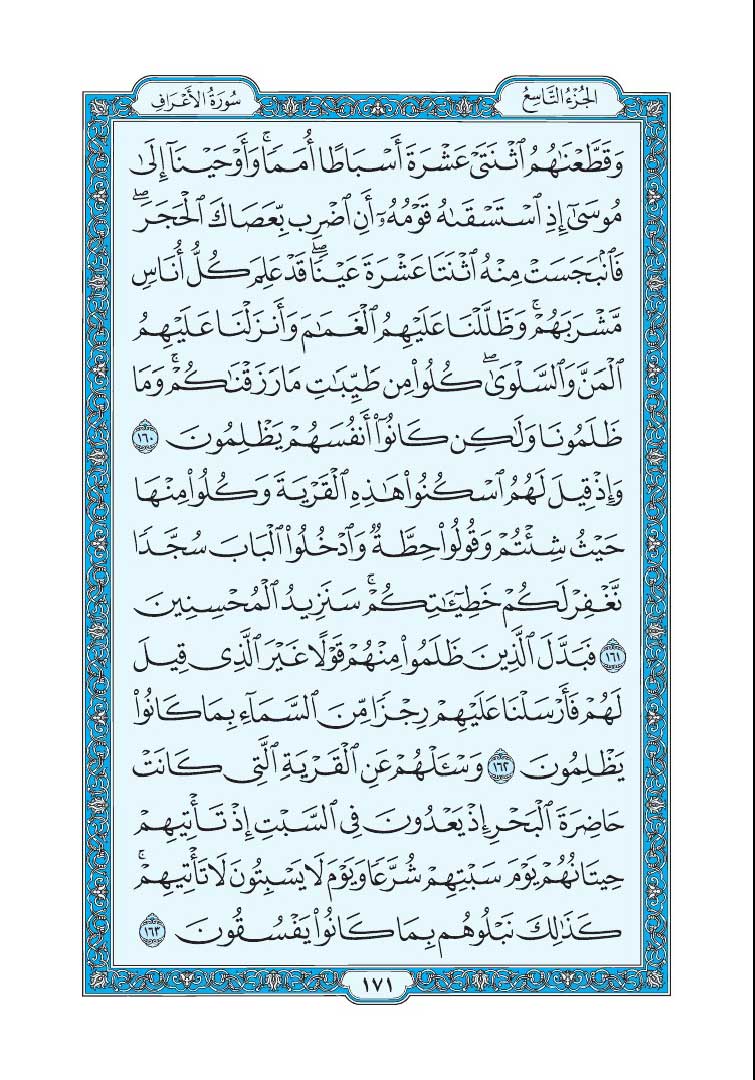 الجُزْءُ التَّاسِعُ
سُورَةُ الأَعْرَافِ
وَقَطَّعْنَٰهُمُ ٱثْنَتَىْ عَشْرَةَ أَسْبَاطًا أُمَمًا ۚ وَأَوْحَيْنَآ إِلَىٰ
مُوسَىٰٓ إِذِ ٱسْتَسْقَىٰهُ قَوْمُهُۥٓ أَنِ ٱضْرِب بِّعَصَاكَ ٱلْحَجَرَ ۖ
فَٱنۢبَجَسَتْ مِنْهُ ٱثْنَتَا عَشْرَةَ عَيْنًا ۖ قَدْ عَلِمَ كُلُّ أُنَاسٍ
مَّشْرَبَهُمْ ۚ وَظَلَّلْنَا عَلَيْهِمُ ٱلْغَمَٰمَ وَأَنزَلْنَا عَلَيْهِمُ
ٱلْمَنَّ وَٱلسَّلْوَىٰ ۖ كُلُوا۟ مِن طَيِّبَٰتِ مَا رَزَقْنَٰكُمْ ۚ وَمَا
ظَلَمُونَا وَلَٰكِن كَانُوٓا۟ أَنفُسَهُمْ يَظْلِمُونَ ١٦٠
وَإِذْ قِيلَ لَهُمُ ٱسْكُنُوا۟ هَٰذِهِ ٱلْقَرْيَةَ وَكُلُوا۟ مِنْهَا
حَيْثُ شِئْتُمْ وَقُولُوا۟ حِطَّةٌ وَٱدْخُلُوا۟ ٱلْبَابَ سُجَّدًا
نَّغْفِرْ لَكُمْ خَطِيٓـَٰٔتِكُمْ ۚ سَنَزِيدُ ٱلْمُحْسِنِينَ
١٦١ فَبَدَّلَ ٱلَّذِينَ ظَلَمُوا۟ مِنْهُمْ قَوْلًا غَيْرَ ٱلَّذِى قِيلَ
لَهُمْ فَأَرْسَلْنَا عَلَيْهِمْ رِجْزًا مِّنَ ٱلسَّمَآءِ بِمَا كَانُوا۟
يَظْلِمُونَ ١٦٢ وَسْـَٔلْهُمْ عَنِ ٱلْقَرْيَةِ ٱلَّتِى كَانَتْ
حَاضِرَةَ ٱلْبَحْرِ إِذْ يَعْدُونَ فِى ٱلسَّبْتِ إِذْ تَأْتِيهِمْ
حِيتَانُهُمْ يَوْمَ سَبْتِهِمْ شُرَّعًا وَيَوْمَ لَا يَسْبِتُونَ لَا تَأْتِيهِمْ ۚ
كَذَٰلِكَ نَبْلُوهُم بِمَا كَانُوا۟ يَفْسُقُونَ ١٦٣
١٧١